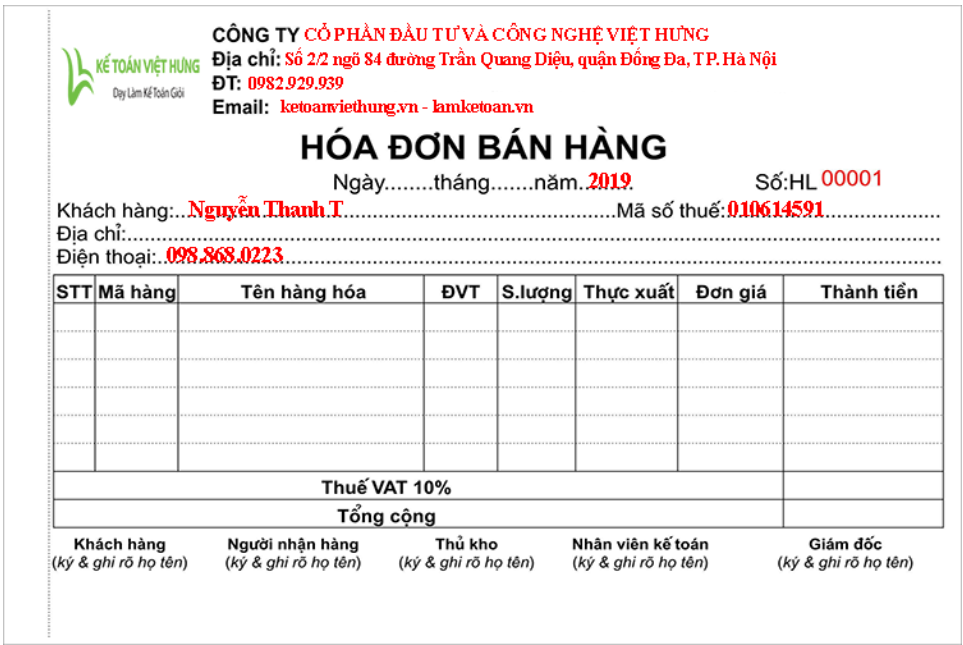 KẾ TOÁN VIỆT HƯNG
Dạy Làm Kế Toán Giỏi
CÔNG TY CỔ PHẦN ĐẦU TƯ VÀ CÔNG NGHỆ VIỆT HƯNG
Địa chỉ: Số 2/2 ngõ 84 đường Trần Quang Diệu, quận Đống Đa, TP. Hà Nội
ĐT: 0982.929.939
Email: ketoanviethung.vn - lamketoan.vn
HÓA ĐƠN BÁN HÀNG
Ngày........tháng.......năm..2019.
Số:HL 00001
Khách hàng:..Nguyễn Thanh T......Mã số thuế:010614591......
Địa chỉ:......
Điện thoại:..098.868.0223......
STT Mã hàng Tên hàng hóa ĐVT S.lượng Thực xuất Đơn giá Thành tiền
Thuế VAT 10%
Tổng cộng
Khách hàng Người nhận hàng Thủ kho Nhân viên kế toán Giám đốc
(ký & ghi rõ họ tên) (ký & ghi rõ họ tên) (ký & ghi rõ họ tên) (ký & ghi rõ họ tên) (ký & ghi rõ họ tên)